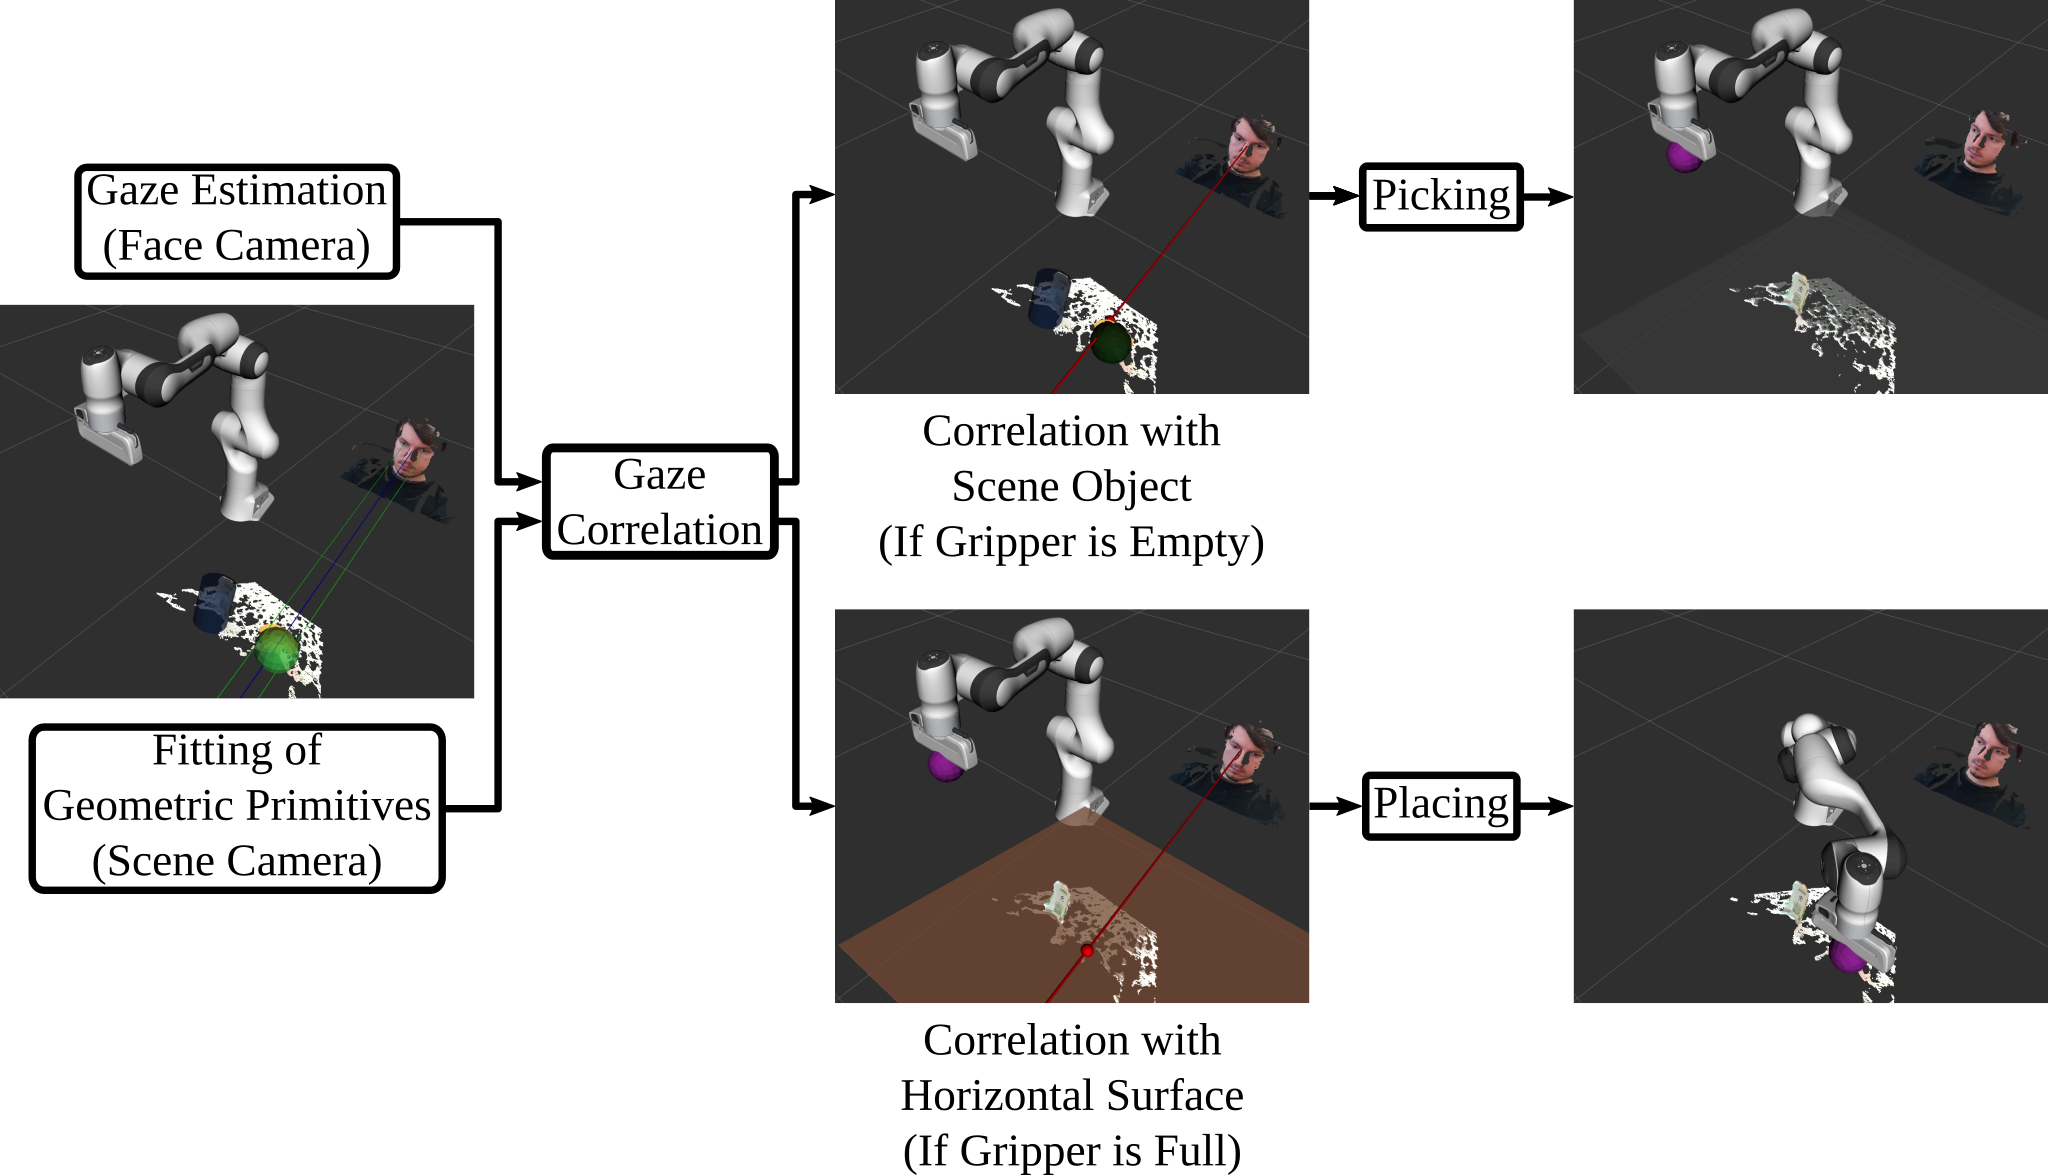 Gaze Estimation
(Face Camera)
Fitting of
Geometric Primitives
(Scene Camera)
Gaze
Correlation
Correlation with
Scene Object
(If Gripper is Empty)
Picking
Correlation with
Horizontal Surface
(If Gripper is Full)
Placing